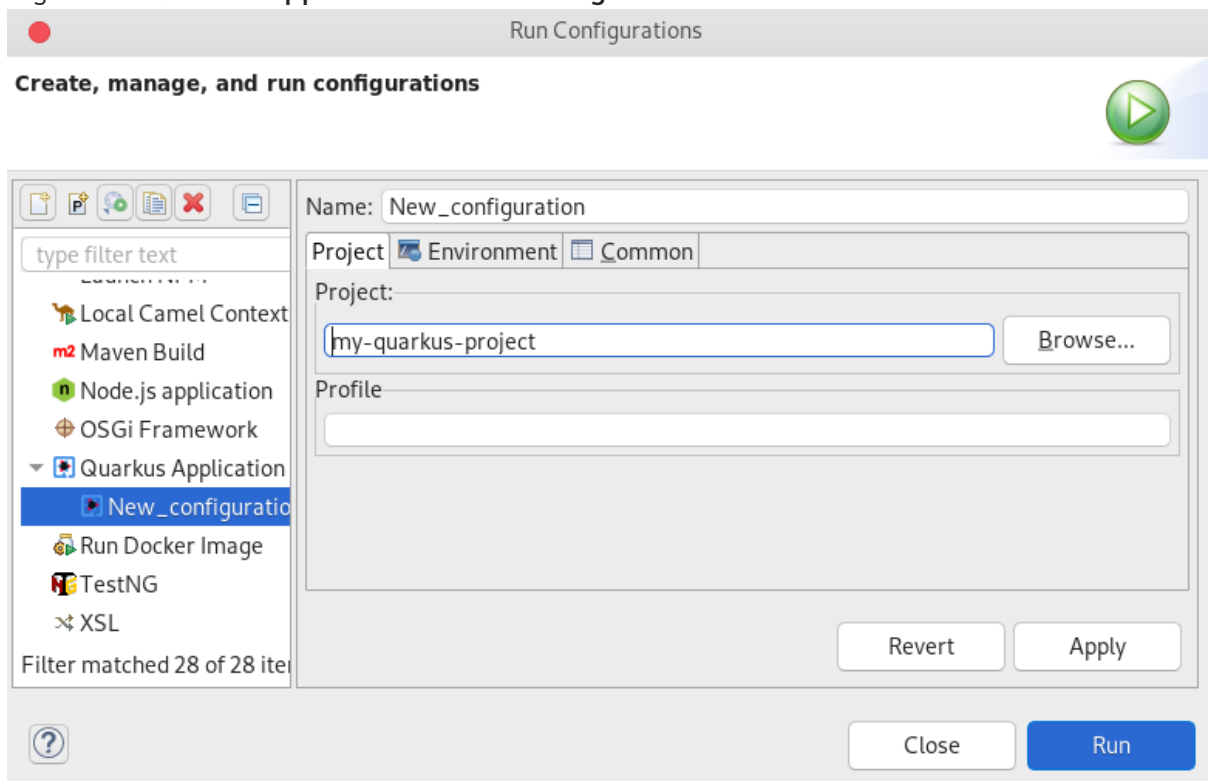 Run Configurations
Create, manage, and run configurations
Name: New_configuration
type filter text
Project Environment Common
Project:
Local Camel Context
my-quarkus-project Browse...
m2 Maven Build
Profile
Node.js application
OSGi Framework
Quarkus Application
New_configuratio
Run Docker Image
TestNG
XSL
Revert Apply
Filter matched 28 of 28 iter
Close Run